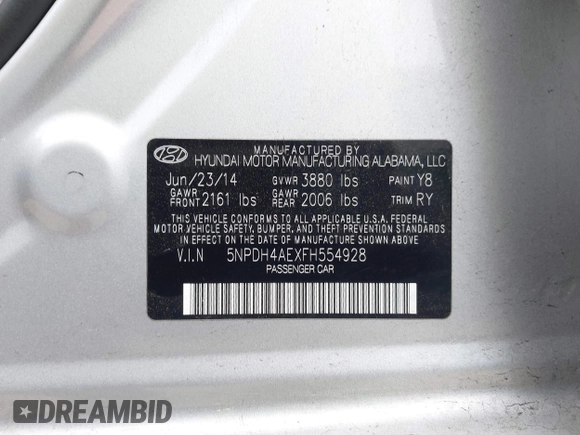 MANUFACTURED BY
HYUNDAI MOTOR MANUFACTURING ALABAMA, LLC
Jun/23/14 GVWR 3880 lbs PAINT Y8
GAWR FRONT 2161 lbs GAWR REAR 2006 lbs TRIM RY
THIS VEHICLE CONFORMS TO ALL APPLICABLE U.S.A. FEDERAL
MOTOR VEHICLE SAFETY, BUMPER, AND THEFT PREVENTION
STANDARDS IN EFFECT ON THE DATE OF MANUFACTURE SHOWN ABOVE.
V.I.N 5NPDH4AEXFH554928
PASSENGER CAR
DREAMBID